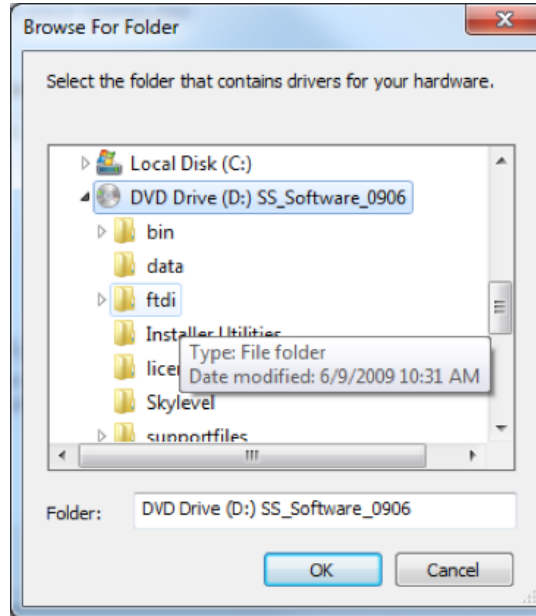 Browse For Folder
Select the folder that contains drivers for your hardware.
Local Disk (C:)
DVD Drive (D:) SS_Software_0906
bin
data
ftdi
Installer Utilities
Type: File folder
Date modified: 6/9/2009 10:31 AM
Skylevel
supportfiles
Folder: DVD Drive (D:) SS_Software_0906
OK Cancel